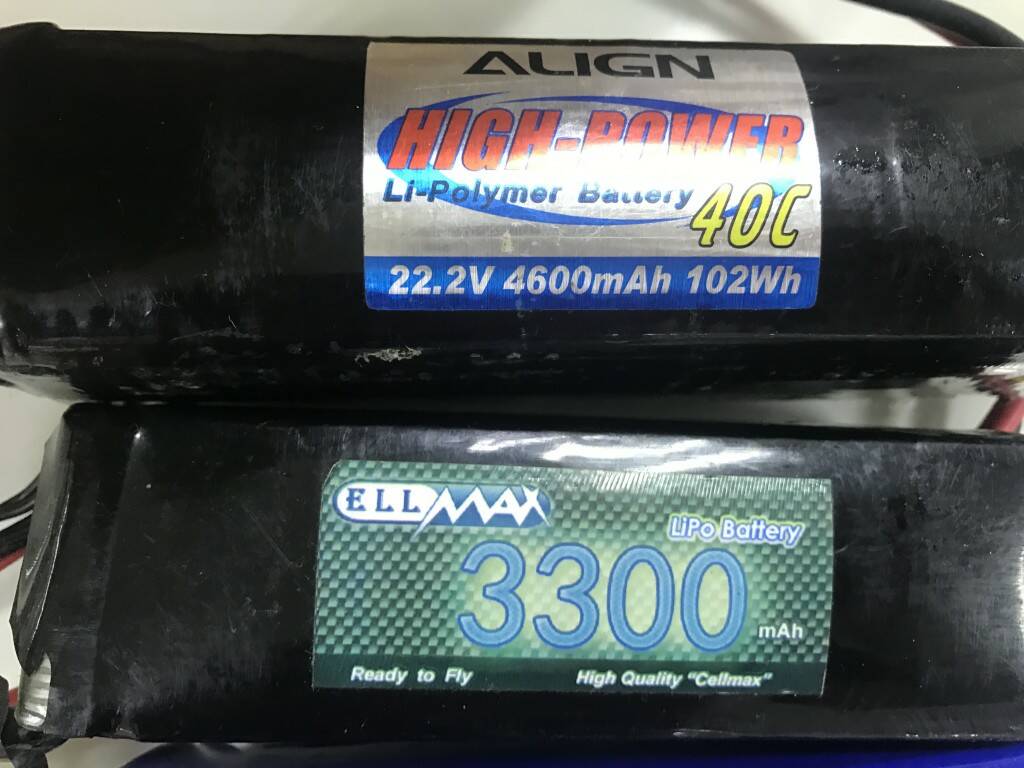 ALIGN
HIGH-POWER
Li-Polymer Battery
40C
22.2V 4600mAh 102Wh
ELLMAX
LiPo Battery
3300 mAh
Ready to Fly High Quality "Cellmax"